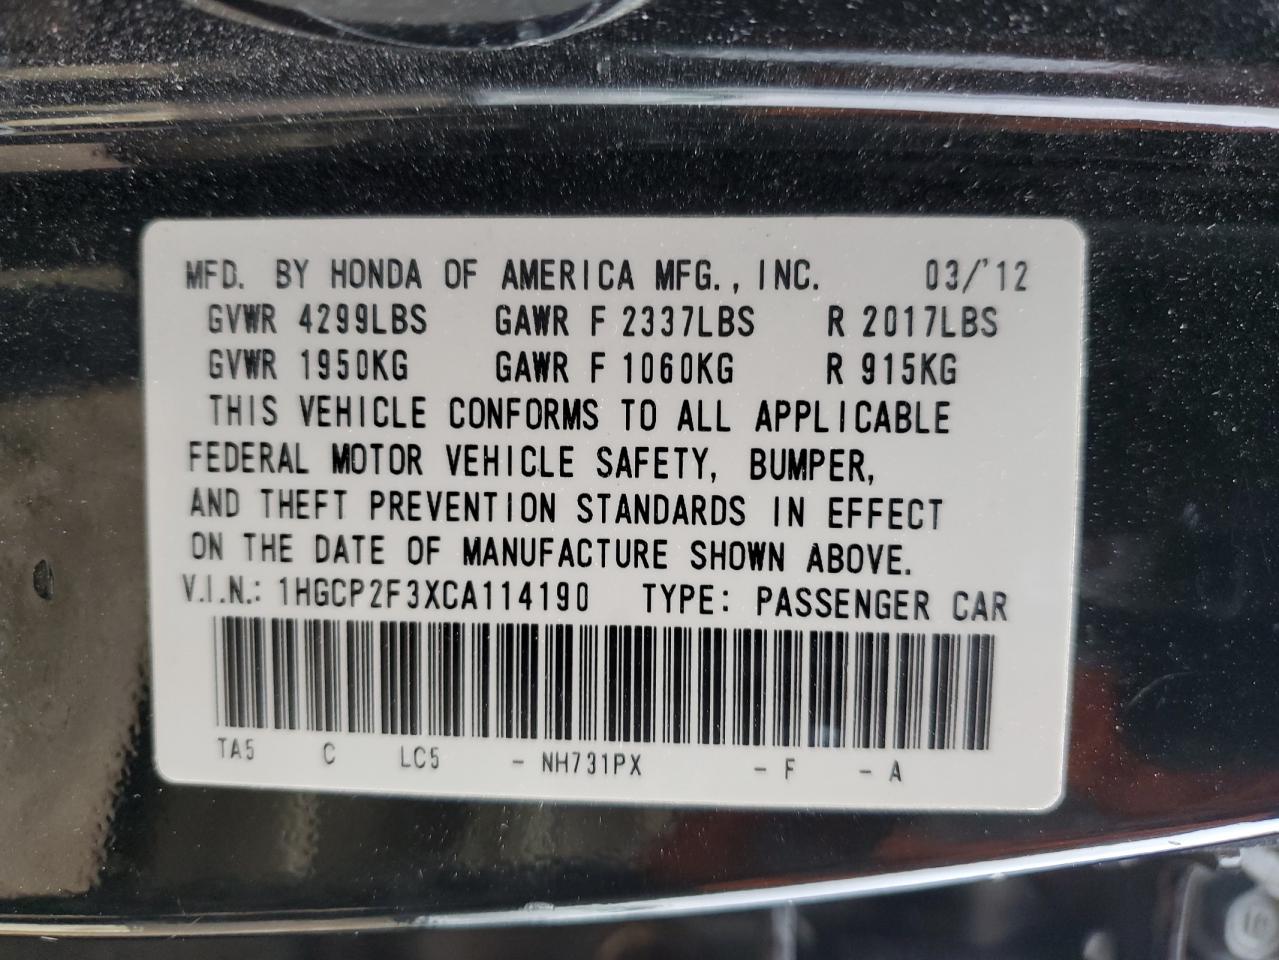 MFD. BY HONDA OF AMERICA MFG., INC. 03/'12
GVWR 4299LBS GAWR F 2337LBS R 2017LBS
GVWR 1950KG GAWR F 1060KG R 915KG
THIS VEHICLE CONFORMS TO ALL APPLICABLE
FEDERAL MOTOR VEHICLE SAFETY, BUMPER,
AND THEFT PREVENTION STANDARDS IN EFFECT
ON THE DATE OF MANUFACTURE SHOWN ABOVE.
V.I.N.: 1HGCP2F3XCA114190 TYPE: PASSENGER CAR
TA5 C LC5 - NH731PX - F - A